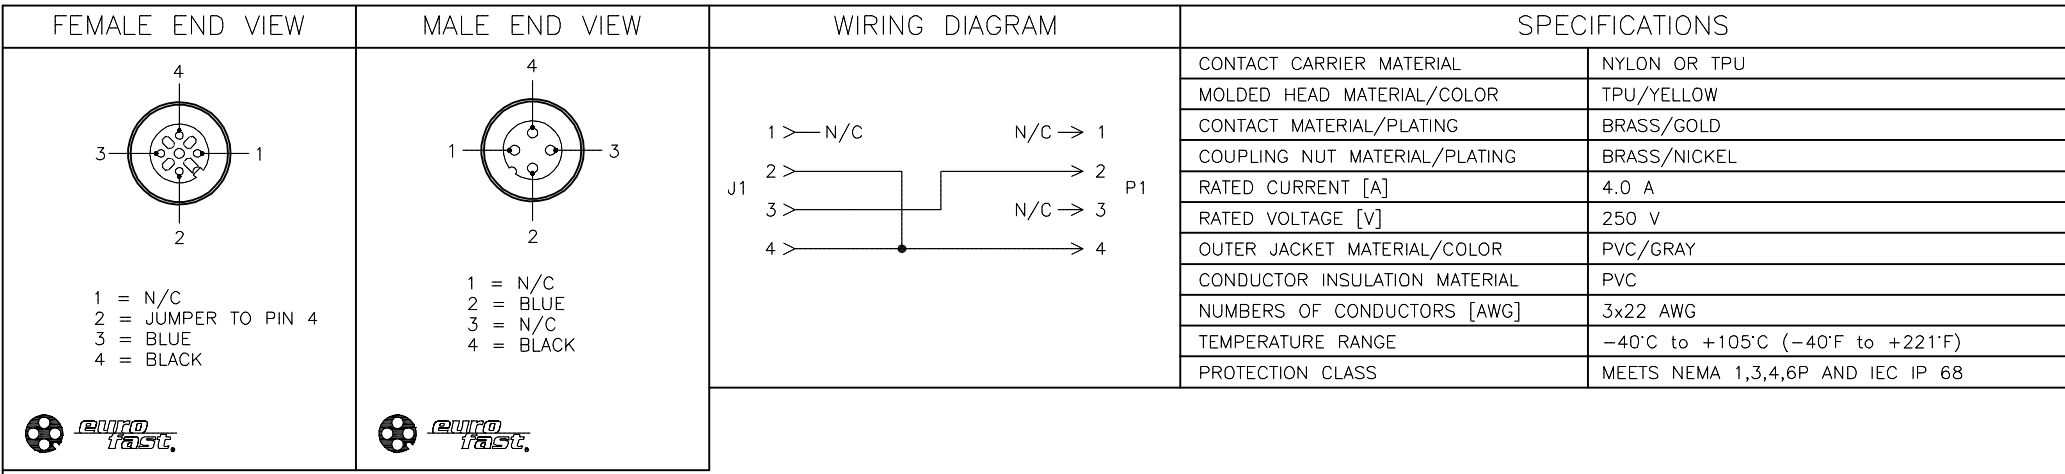 FEMALE END VIEW
4
3
1
2
1 = N/C
2 = JUMPER TO PIN 4
3 = BLUE
4 = BLACK
euro
fast.
MALE END VIEW
4
1
3
2
1 = N/C
2 = BLUE
3 = N/C
4 = BLACK
euro
fast.
WIRING DIAGRAM
1 N/C N/C 1
2 2
J1 P1
3 N/C 3
4 4
SPECIFICATIONS
CONTACT CARRIER MATERIAL NYLON OR TPU
MOLDED HEAD MATERIAL/COLOR TPU/YELLOW
CONTACT MATERIAL/PLATING BRASS/GOLD
COUPLING NUT MATERIAL/PLATING BRASS/NICKEL
RATED CURRENT [A] 4.0 A
RATED VOLTAGE [V] 250 V
OUTER JACKET MATERIAL/COLOR PVC/GRAY
CONDUCTOR INSULATION MATERIAL PVC
NUMBERS OF CONDUCTORS [AWG] 3x22 AWG
TEMPERATURE RANGE -40°C to +105°C (-40°F to +221°F)
PROTECTION CLASS MEETS NEMA 1,3,4,6P AND IEC IP 68